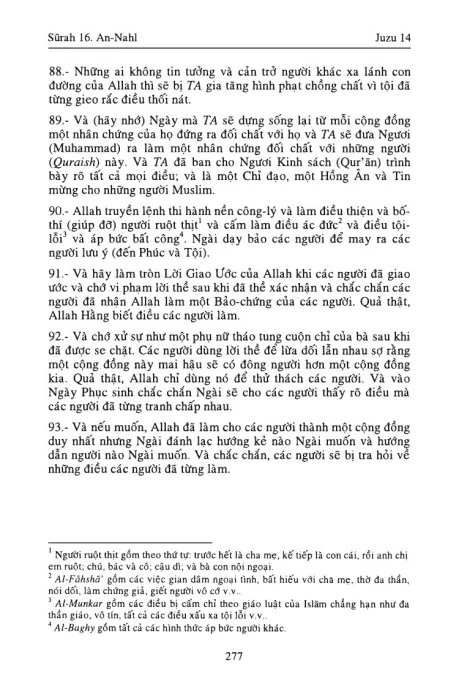 Sūrah 16. An-Nahl Juzu 14
88.- Những ai không tin tưởng và cản trở người khác xa lánh con
đường của Allah thì sẽ bị TA gia tăng hình phạt chồng chất vì tội đã
từng gieo rắc điều thối nát.
89.- Và (hãy nhớ) Ngày mà TA sẽ dựng sống lại từ mỗi cộng đồng
một nhân chứng của họ đứng ra đối chất với họ và TA sẽ đưa Ngươi
(Muhammad) ra làm một nhân chứng đối chất với những người
(Quraish) này. Và TA đã ban cho Ngươi Kinh sách (Qur'ān) trình
bày rõ tất cả mọi điều; và là một Chỉ đạo, một Hồng Ân và Tin
mừng cho những người Muslim.
90.- Allah truyền lệnh thi hành nền công-lý và làm điều thiện và bố-
thí (giúp đỡ) người ruột thịt¹ và cấm làm điều ác đức² và điều tội-
lỗi³ và áp bức bất công⁴. Ngài dạy bảo các người để may ra các
người lưu ý (đến Phúc và Tội).
91.- Và hãy làm tròn Lời Giao Ước của Allah khi các người đã giao
ước và chớ vi phạm lời thề sau khi đã thề xác nhận và chắc chắn các
người đã nhận Allah làm một Bảo-chứng của các người. Quả thật,
Allah Hằng biết điều các người làm.
92.- Và chớ xử sự như một phụ nữ tháo tung cuộn chỉ của bà sau khi
đã được se chặt. Các người dùng lời thề để lừa dối lẫn nhau sợ rằng
một cộng đồng này mai hậu sẽ có đông người hơn một cộng đồng
kia. Quả thật, Allah chỉ dùng nó để thử thách các người. Và vào
Ngày Phục sinh chắc chắn Ngài sẽ cho các người thấy rõ điều mà
các người đã từng tranh chấp nhau.
93.- Và nếu muốn, Allah đã làm cho các người thành một cộng đồng
duy nhất nhưng Ngài đánh lạc hướng kẻ nào Ngài muốn và hướng
dẫn người nào Ngài muốn. Và chắc chắn, các người sẽ bị tra hỏi về
những điều các người đã từng làm.
¹ Người ruột thịt gồm theo thứ tự: trước hết là cha mẹ, kế tiếp là con cái, rồi anh chị
em ruột; chú, bác và cô; cậu dì; và bà con nội ngoại.
² Al-Fāhshā' gồm các việc gian dâm ngoại tình, bất hiếu với cha mẹ, thờ đa thần,
nói dối, làm chứng giả, giết người vô cớ v.v..
³ Al-Munkar gồm các điều bị cấm chỉ theo giáo luật của Islām chẳng hạn như đa
thần giáo, vô tín, tất cả các điều xấu xa tội lỗi v.v..
⁴ Al-Baghy gồm tất cả các hình thức áp bức người khác.
277